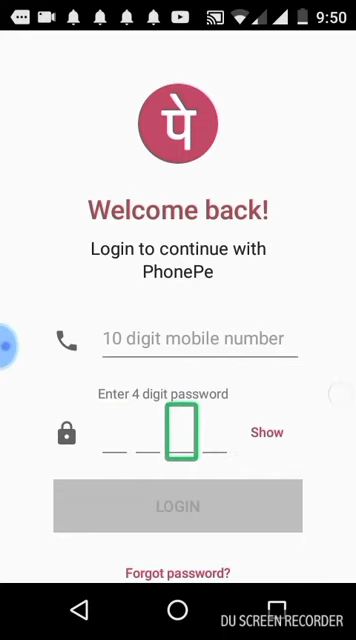 9:50
पे
Welcome back!
Login to continue with
PhonePe
10 digit mobile number
Enter 4 digit password
Show
LOGIN
Forgot password?
DU SCREEN RECORDER